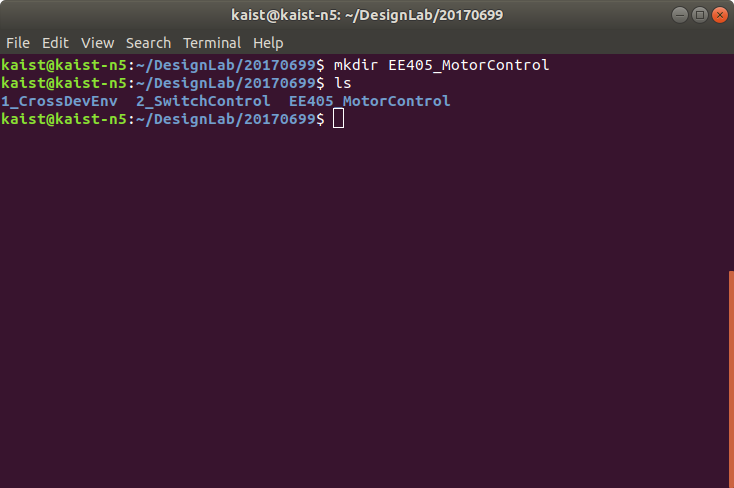 kaist@kaist-n5: ~/DesignLab/20170699
File Edit View Search Terminal Help
kaist@kaist-n5:~/DesignLab/20170699$ mkdir EE405_MotorControl
kaist@kaist-n5:~/DesignLab/20170699$ ls
1_CrossDevEnv  2_SwitchControl  EE405_MotorControl
kaist@kaist-n5:~/DesignLab/20170699$